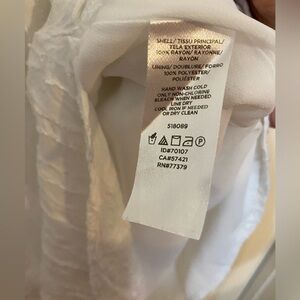 SHELL/ TISSU PRINCIPAL/
TELA EXTERIOR
100% RAYON/ RAYONNE/
RAYON
LINING/ DOUBLURE/ FORRO
100% POLYESTER/
POLIÉSTER
HAND WASH COLD
ONLY NON-CHLORINE
BLEACH WHEN NEEDED
LINE DRY
COOL IRON IF NEEDED
OR DRY CLEAN
518089
ID#70107
CA#57421
RN#77379